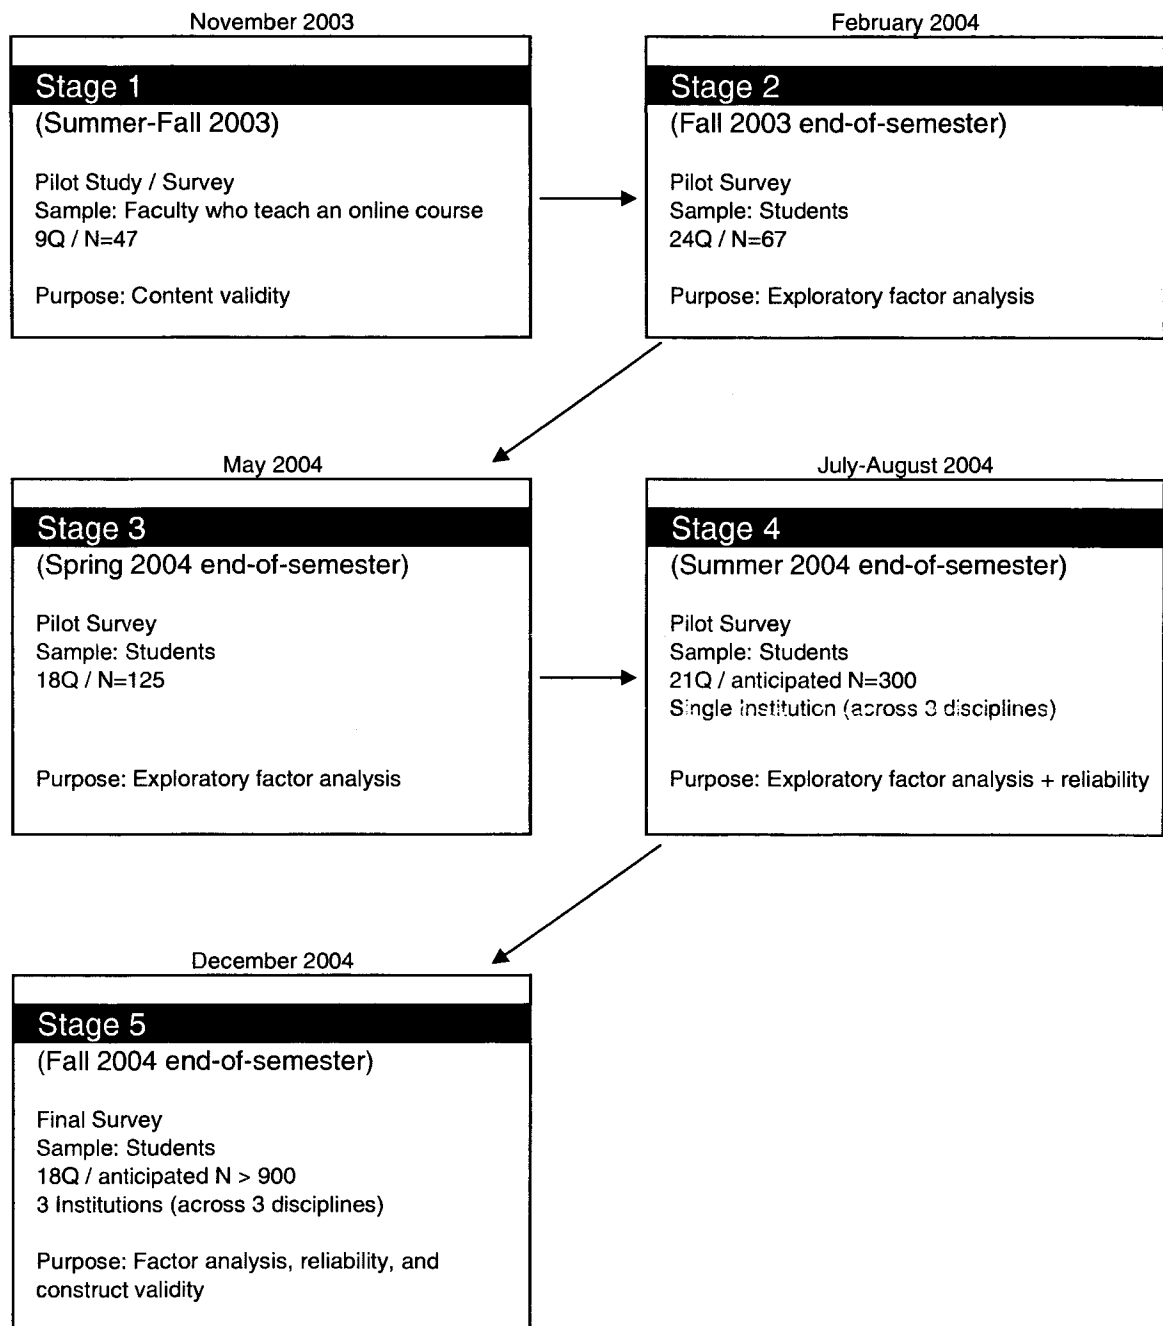 November 2003
Stage 1
(Summer-Fall 2003)
Pilot Study / Survey
Sample: Faculty who teach an online course
9Q / N=47
Purpose: Content validity
February 2004
Stage 2
(Fall 2003 end-of-semester)
Pilot Survey
Sample: Students
24Q / N=67
Purpose: Exploratory factor analysis
May 2004
Stage 3
(Spring 2004 end-of-semester)
Pilot Survey
Sample: Students
18Q / N=125
Purpose: Exploratory factor analysis
July-August 2004
Stage 4
(Summer 2004 end-of-semester)
Pilot Survey
Sample: Students
21Q / anticipated N=300
Single Institution (across 3 disciplines)
Purpose: Exploratory factor analysis + reliability
December 2004
Stage 5
(Fall 2004 end-of-semester)
Final Survey
Sample: Students
18Q / anticipated N > 900
3 Institutions (across 3 disciplines)
Purpose: Factor analysis, reliability, and
construct validity